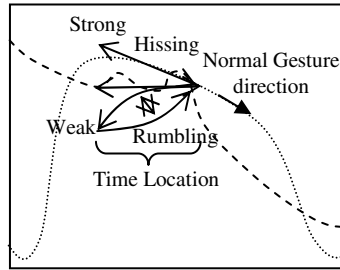 Strong
Hissing
Normal Gesture
direction
Weak
Rumbling
Time Location